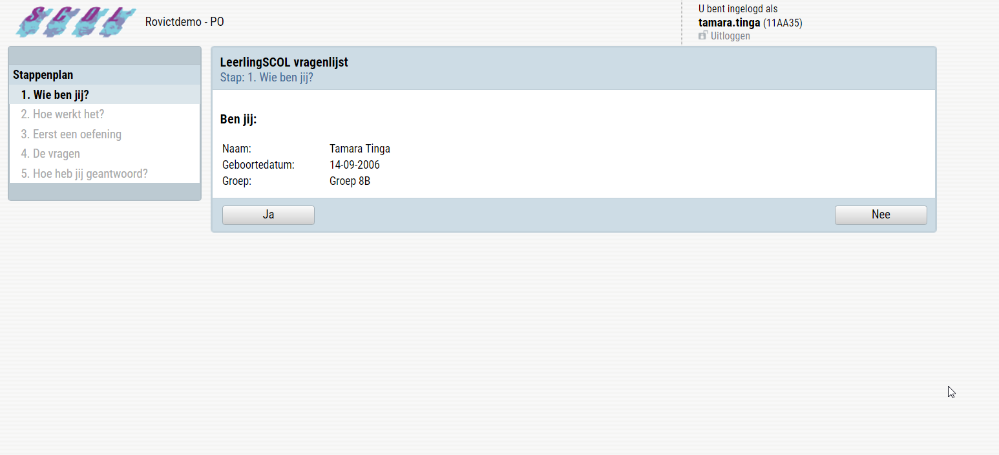 SCOL
Rovictdemo - PO
U bent ingelogd als
tamara.tinga (11AA35)
Uitloggen
Stappenplan
1. Wie ben jij?
2. Hoe werkt het?
3. Eerst een oefening
4. De vragen
5. Hoe heb jij geantwoord?
LeerlingSCOL vragenlijst
Stap: 1. Wie ben jij?
Ben jij:
Naam: Tamara Tinga
Geboortedatum: 14-09-2006
Groep: Groep 8B
Ja
Nee